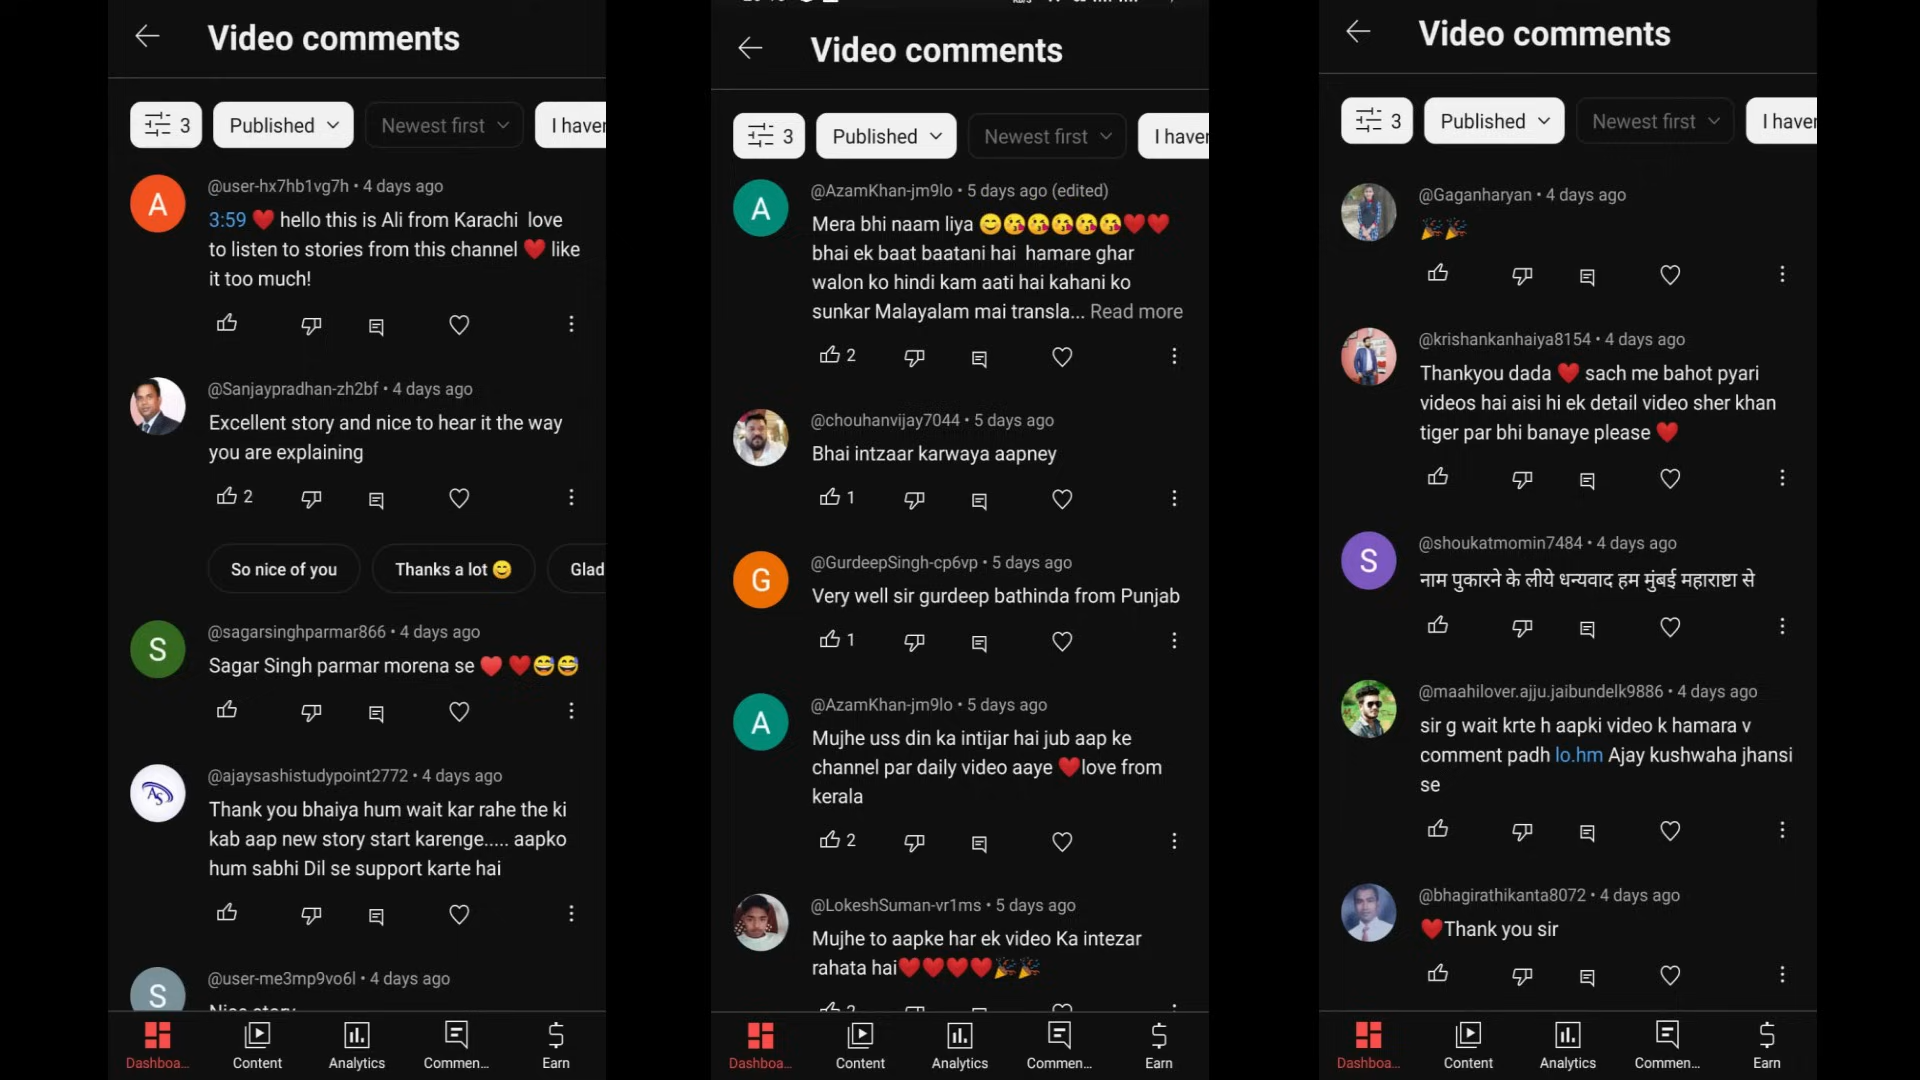 Video comments
3 Published Newest first I haven
A
@user-hx7hb1vg7h • 4 days ago
3:59 ❤️ hello this is Ali from Karachi love
to listen to stories from this channel ❤️ like
it too much!
@Sanjaypradhan-zh2bf • 4 days ago
Excellent story and nice to hear it the way
you are explaining
2
So nice of you Thanks a lot 😊 Glad
S
@sagarsinghparmar866 • 4 days ago
Sagar Singh parmar morena se ♥️ ❤️😅😅
AS
@ajaysashistudypoint2772 • 4 days ago
Thank you bhaiya hum wait kar rahe the ki
kab aap new story start karenge..... aapko
hum sabhi Dil se support karte hai
S
@user-me3mp9vo6l • 4 days ago
Nice story
Dashboa... Content Analytics Commen... Earn
Video comments
3 Published Newest first I haven
A
@AzamKhan-jm9lo • 5 days ago (edited)
Mera bhi naam liya 😊😘😘😘😘😘❤️❤️
bhai ek baat baatani hai hamare ghar
walon ko hindi kam aati hai kahani ko
sunkar Malayalam mai transla... Read more
2
@chouhanvijay7044 • 5 days ago
Bhai intzaar karwaya aapney
1
G
@GurdeepSingh-cp6vp • 5 days ago
Very well sir gurdeep bathinda from Punjab
1
A
@AzamKhan-jm9lo • 5 days ago
Mujhe uss din ka intijar hai jub aap ke
channel par daily video aaye ❤️love from
kerala
2
@LokeshSuman-vr1ms • 5 days ago
Mujhe to aapke har ek video Ka intezar
rahata hai❤️❤️❤️❤️🎉🎉
Dashboa... Content Analytics Commen... Earn
Video comments
3 Published Newest first I haven
@Gaganharyan • 4 days ago
🎉🎉
@krishankanhaiya8154 • 4 days ago
Thankyou dada ❤️ sach me bahot pyari
videos hai aisi hi ek detail video sher khan
tiger par bhi banaye please ❤️
S
@shoukatmomin7484 • 4 days ago
नाम पुकारने के लीये धन्यवाद हम मुंबई महाराष्टा से
@maahilover.ajju.jaibundelk9886 • 4 days ago
sir g wait krte h aapki video k hamara v
comment padh lo.hm Ajay kushwaha jhansi
se
@bhagirathikanta8072 • 4 days ago
❤️Thank you sir
Dashboa... Content Analytics Commen... Earn